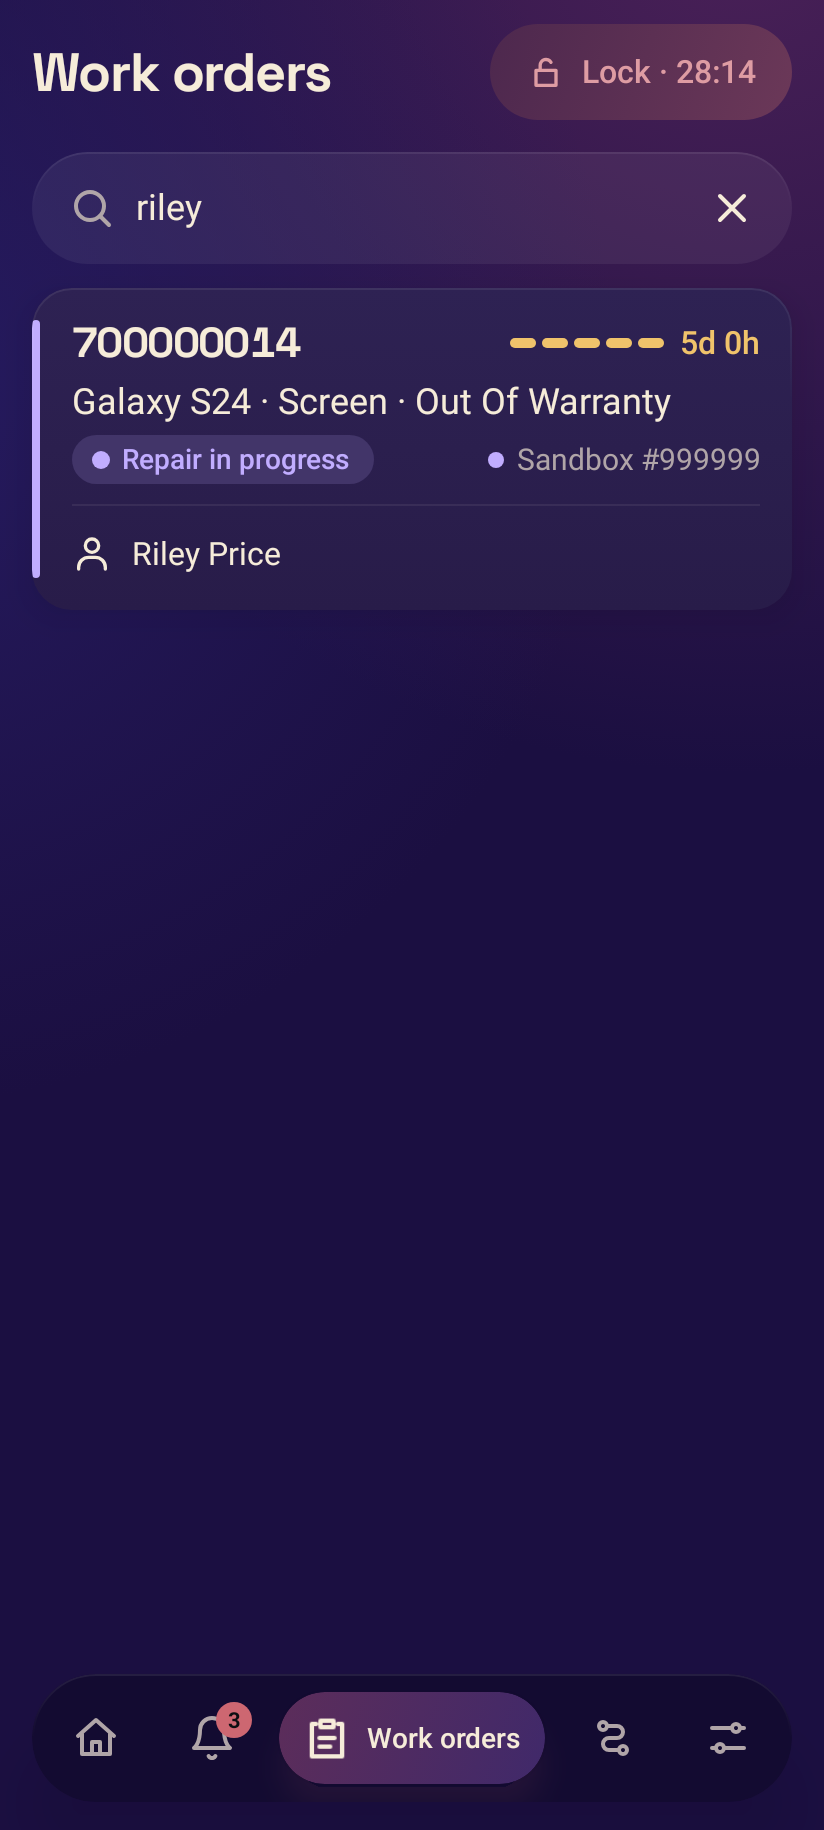 Work orders
Lock · 28:14
riley
700000014
5d 0h
Galaxy S24 · Screen · Out Of Warranty
Repair in progress
Sandbox #999999
Riley Price
3
Work orders